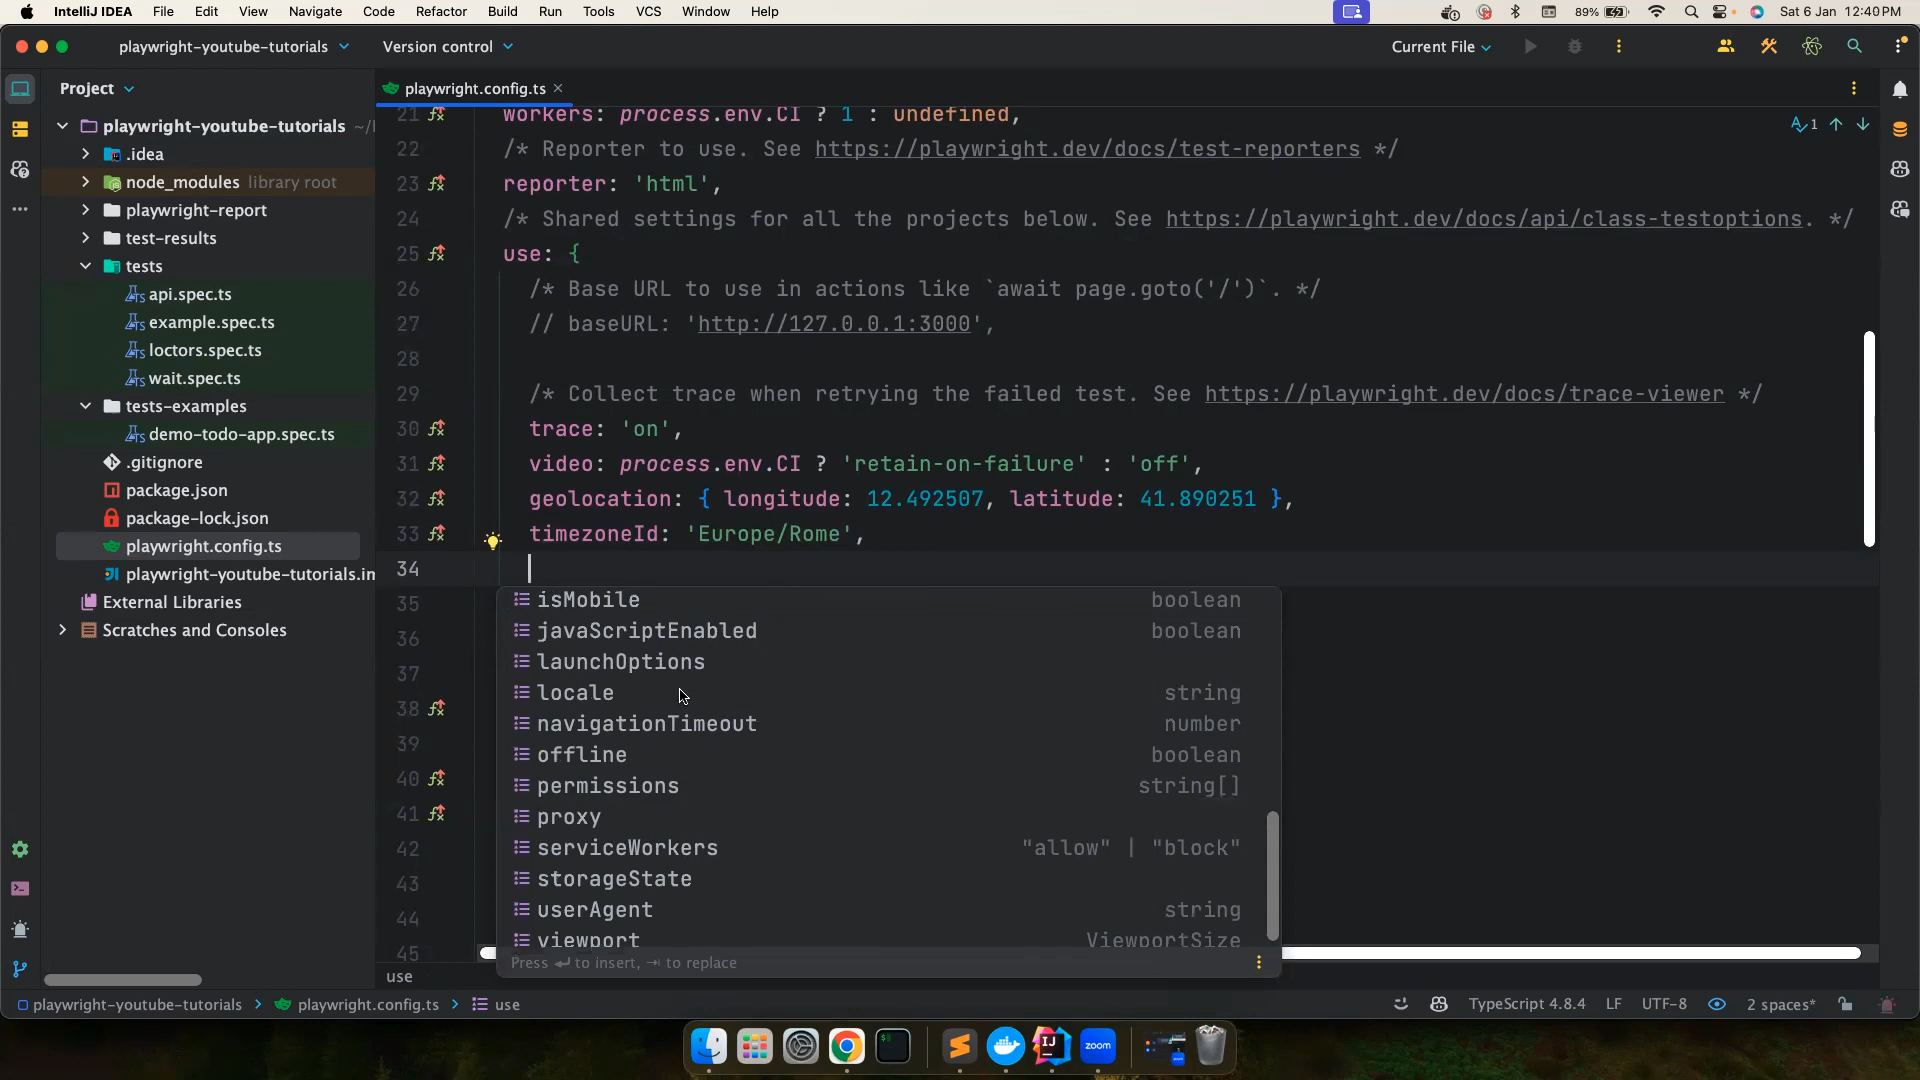 IntelliJ IDEA File Edit View Navigate Code Refactor Build Run Tools VCS Window Help 89% Sat 6 Jan 12:40 PM
playwright-youtube-tutorials Version control Current File
Project
playwright.config.ts
playwright-youtube-tutorials ~/
.idea
node_modules library root
playwright-report
test-results
tests
api.spec.ts
example.spec.ts
loctors.spec.ts
wait.spec.ts
tests-examples
demo-todo-app.spec.ts
.gitignore
package.json
package-lock.json
playwright.config.ts
playwright-youtube-tutorials.im
External Libraries
Scratches and Consoles
21 workers: process.env.CI ? 1 : undefined,
22 /* Reporter to use. See https://playwright.dev/docs/test-reporters */
23 reporter: 'html',
24 /* Shared settings for all the projects below. See https://playwright.dev/docs/api/class-testoptions. */
25 use: {
26 /* Base URL to use in actions like `await page.goto('/')`. */
27 // baseURL: 'http://127.0.0.1:3000',
28
29 /* Collect trace when retrying the failed test. See https://playwright.dev/docs/trace-viewer */
30 trace: 'on',
31 video: process.env.CI ? 'retain-on-failure' : 'off',
32 geolocation: { longitude: 12.492507, latitude: 41.890251 },
33 timezoneId: 'Europe/Rome',
34
35
36
37
38
39
40
41
42
43
44
45
1
isMobile boolean
javaScriptEnabled boolean
launchOptions
locale string
navigationTimeout number
offline boolean
permissions string[]
proxy
serviceWorkers "allow" | "block"
storageState
userAgent string
viewport ViewportSize
Press ↵ to insert, ⇥ to replace
use
playwright-youtube-tutorials > playwright.config.ts > use TypeScript 4.8.4 LF UTF-8 2 spaces*
IJ
zoom